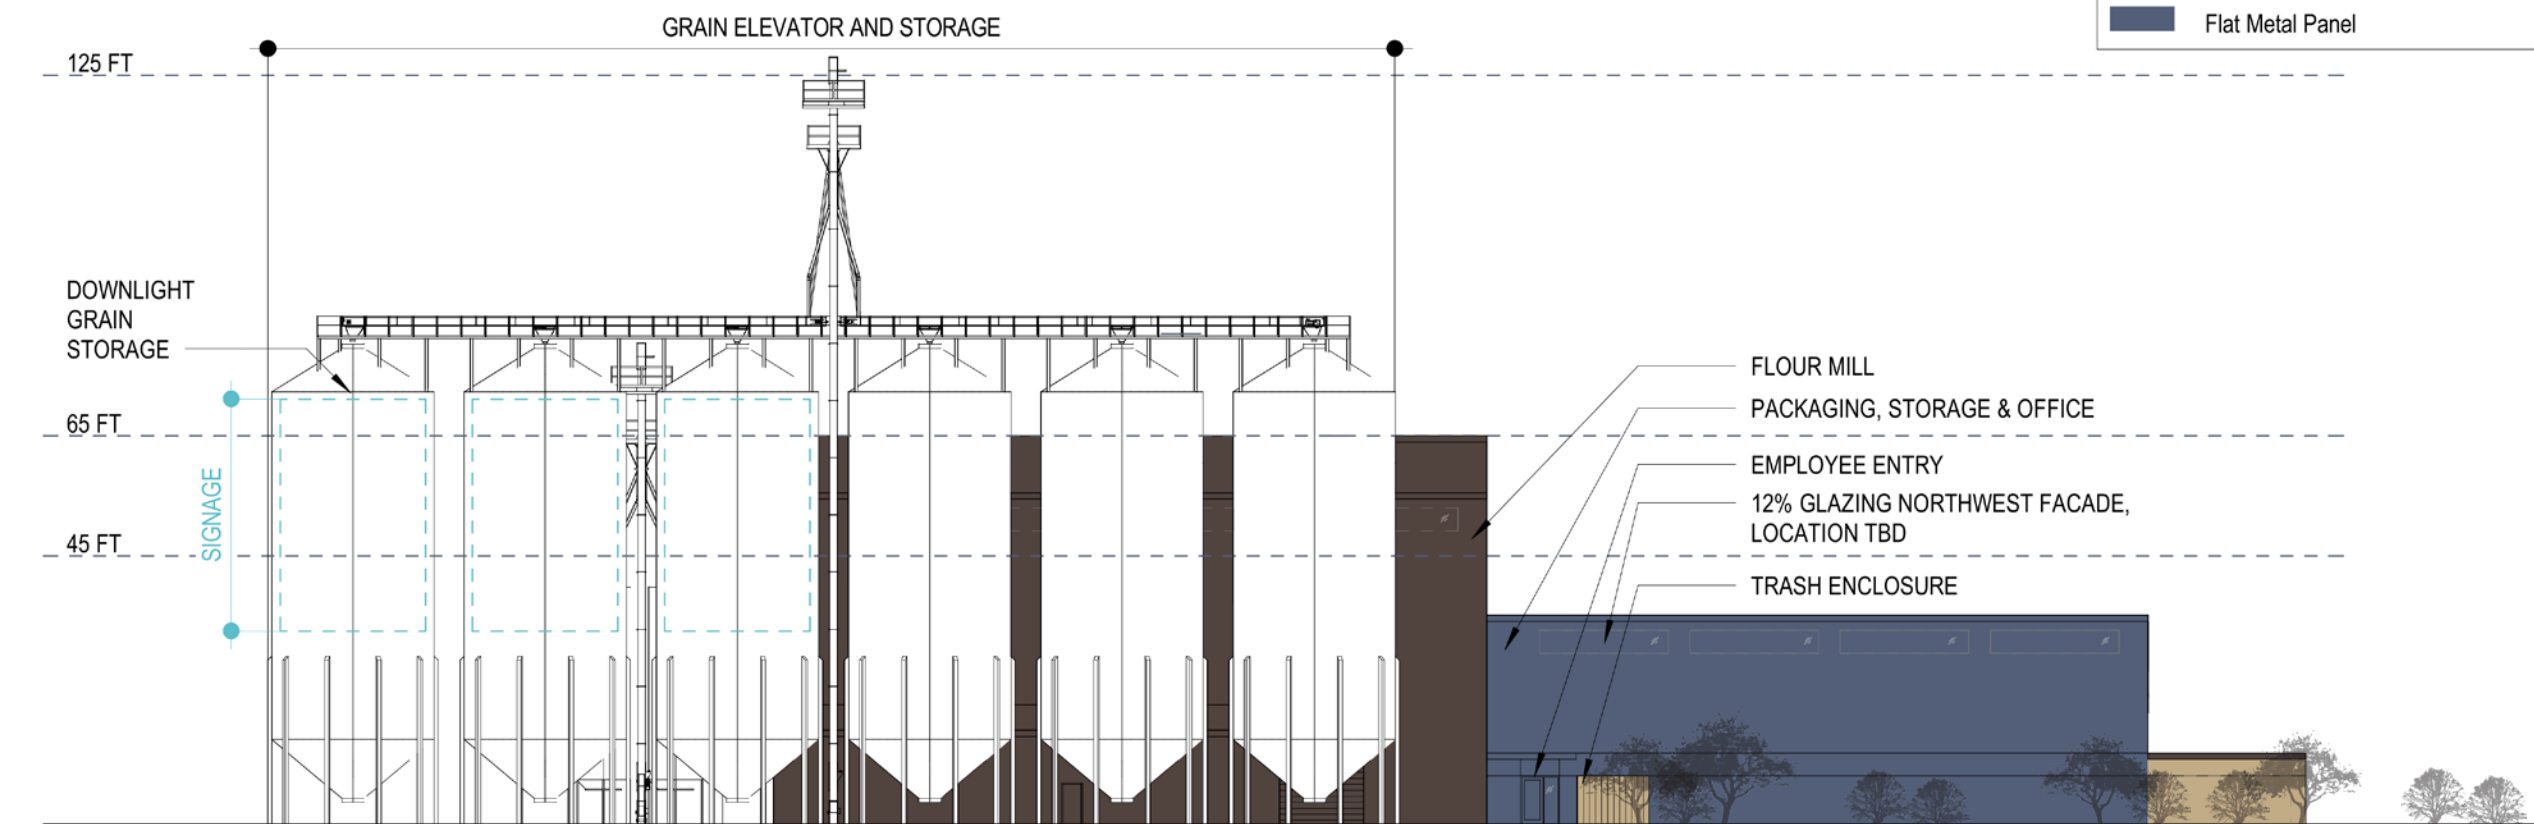 GRAIN ELEVATOR AND STORAGE
Flat Metal Panel
125 FT
DOWNLIGHT
GRAIN
STORAGE
65 FT
SIGNAGE
45 FT
FLOUR MILL
PACKAGING, STORAGE & OFFICE
EMPLOYEE ENTRY
12% GLAZING NORTHWEST FACADE,
LOCATION TBD
TRASH ENCLOSURE